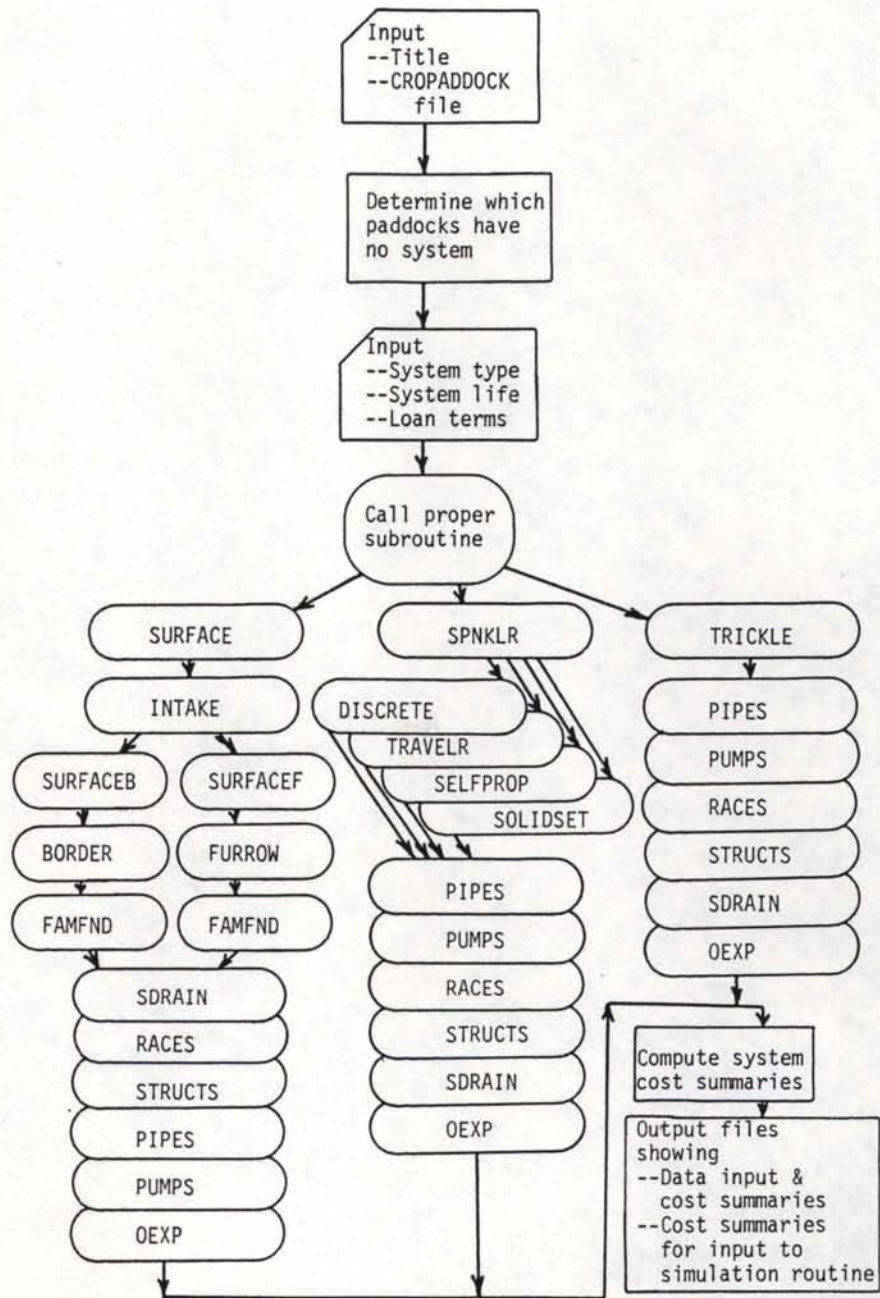 Input
--Title
--CROPADDOCK
file
Determine which
paddocks have
no system
Input
--System type
--System life
--Loan terms
Call proper
subroutine
SURFACE
INTAKE
SURFACEB
SURFACEF
BORDER
FURROW
FAMFND
FAMFND
SDRAIN
RACES
STRUCTS
PIPES
PUMPS
OEXP
SPNKLR
DISCRETE
TRAVELR
SELFPROP
SOLIDSET
PIPES
PUMPS
RACES
STRUCTS
SDRAIN
OEXP
TRICKLE
PIPES
PUMPS
RACES
STRUCTS
SDRAIN
OEXP
Compute system
cost summaries
Output files
showing
--Data input &
cost summaries
--Cost summaries
for input to
simulation routine